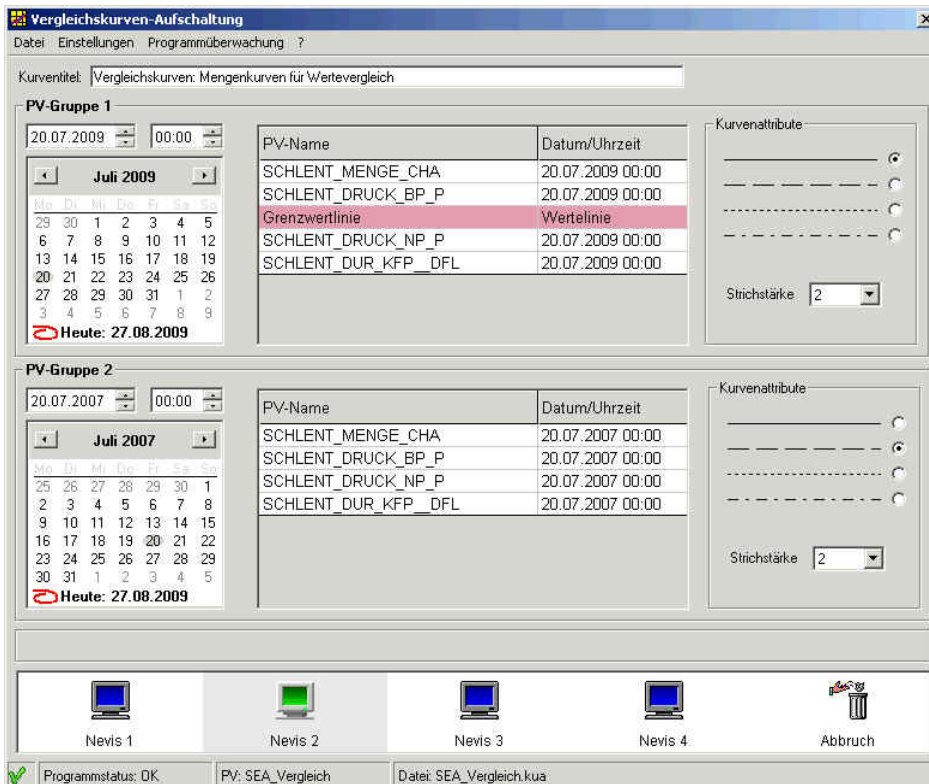 Vergleichskurven-Aufschaltung
Datei Einstellungen Programmüberwachung ?
Kurventitel: Vergleichskurven: Mengenkurven für Wertevergleich
PV-Gruppe 1
20.07.2009 00:00
Juli 2009
Mo Di Mi Do Fr Sa So
29 30 1 2 3 4 5
6 7 8 9 10 11 12
13 14 15 16 17 18 19
20 21 22 23 24 25 26
27 28 29 30 31 1 2
3 4 5 6 7 8 9
Heute: 27.08.2009
PV-Name Datum/Uhrzeit
SCHLENT_MENGE_CHA 20.07.2009 00:00
SCHLENT_DRUCK_BP_P 20.07.2009 00:00
Grenzwertlinie Wertelinie
SCHLENT_DRUCK_NP_P 20.07.2009 00:00
SCHLENT_DUR_KFP__DFL 20.07.2009 00:00
Kurvenattribute
Strichstärke 2
PV-Gruppe 2
20.07.2007 00:00
Juli 2007
Mo Di Mi Do Fr Sa So
25 26 27 28 29 30 1
2 3 4 5 6 7 8
9 10 11 12 13 14 15
16 17 18 19 20 21 22
23 24 25 26 27 28 29
30 31 1 2 3 4 5
Heute: 27.08.2009
PV-Name Datum/Uhrzeit
SCHLENT_MENGE_CHA 20.07.2007 00:00
SCHLENT_DRUCK_BP_P 20.07.2007 00:00
SCHLENT_DRUCK_NP_P 20.07.2007 00:00
SCHLENT_DUR_KFP__DFL 20.07.2007 00:00
Kurvenattribute
Strichstärke 2
Nevis 1 Nevis 2 Nevis 3 Nevis 4 Abbruch
Programmstatus: OK PV: SEA_Vergleich Datei: SEA_Vergleich.kua